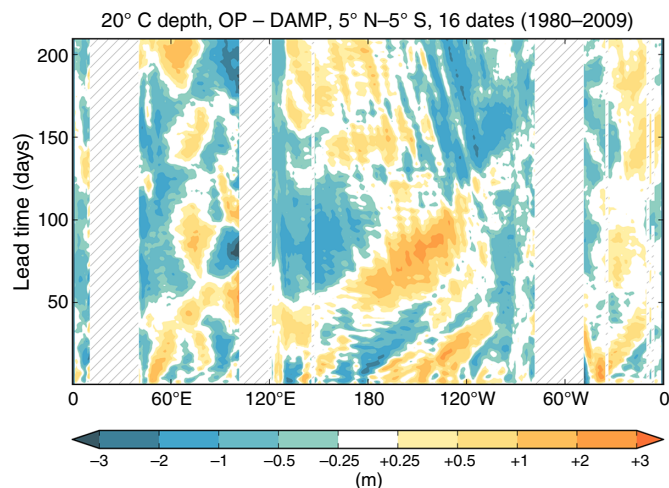 20° C depth, OP – DAMP, 5° N–5° S, 16 dates (1980–2009)
Lead time (days)
200
150
100
50
0 60°E 120°E 180 120°W 60°W 0
–3 –2 –1 –0.5 –0.25 +0.25 +0.5 +1 +2 +3
(m)